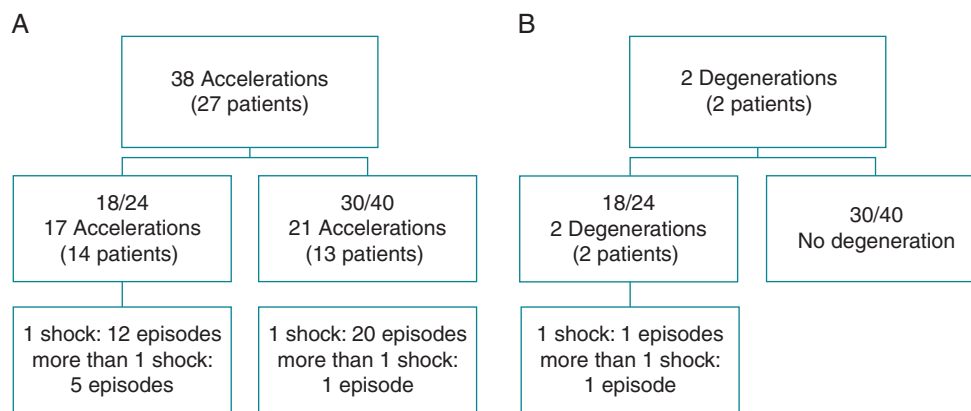 A
38 Accelerations
(27 patients)
18/24
17 Accelerations
(14 patients)
30/40
21 Accelerations
(13 patients)
1 shock: 12 episodes
more than 1 shock:
5 episodes
1 shock: 20 episodes
more than 1 shock:
1 episode
B
2 Degenerations
(2 patients)
18/24
2 Degenerations
(2 patients)
30/40
No degeneration
1 shock: 1 episodes
more than 1 shock:
1 episode